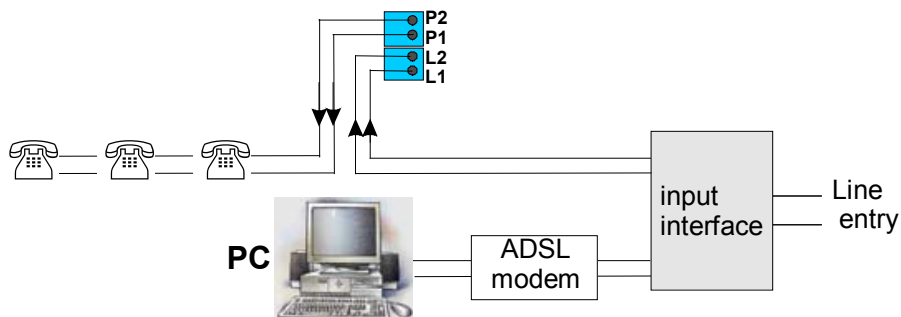 P2
P1
L2
L1
input
interface
Line
entry
PC
ADSL
modem